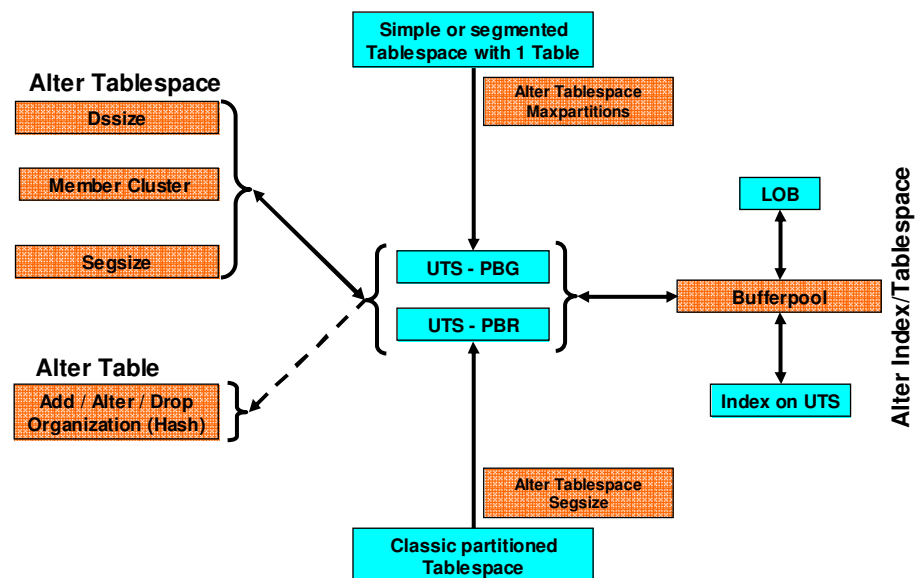 Simple or segmented
Tablespace with 1 Table
Alter Tablespace
Dssize
Member Cluster
Segsize
Alter Tablespace
Maxpartitions
UTS - PBG
UTS - PBR
LOB
Bufferpool
Index on UTS
Alter Index/Tablespace
Alter Table
Add / Alter / Drop
Organization (Hash)
Alter Tablespace
Segsize
Classic partitioned
Tablespace